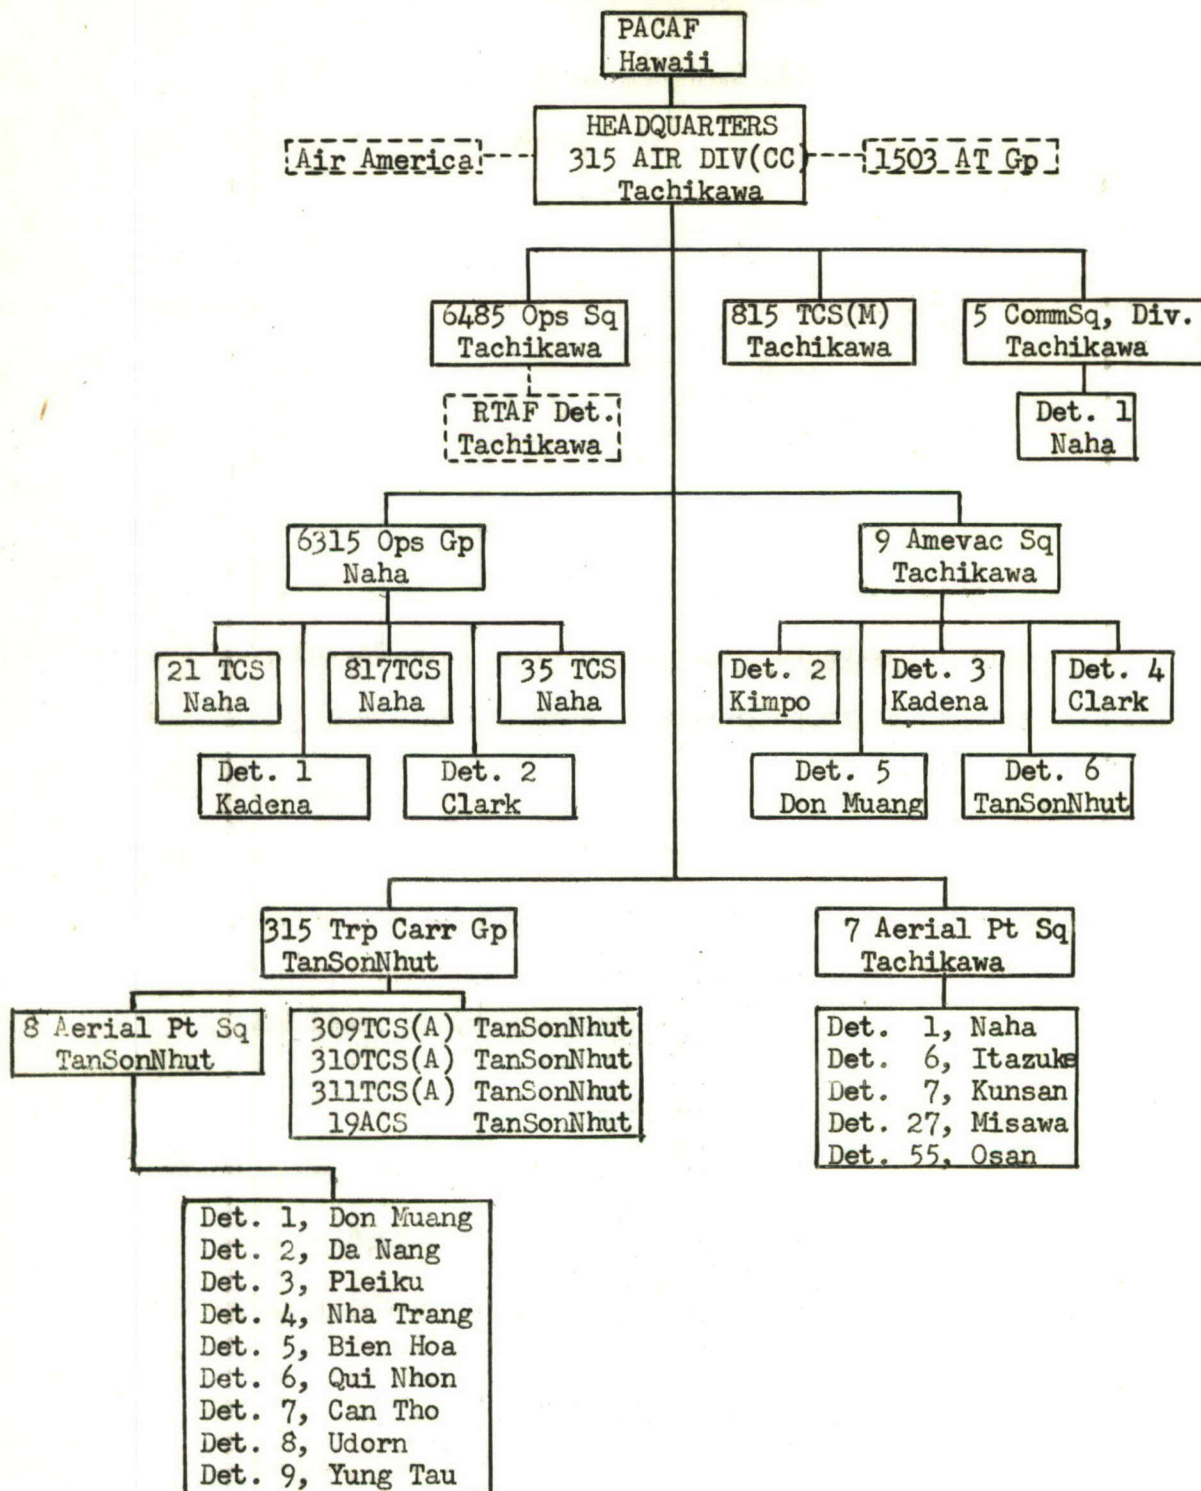 PACAF
Hawaii
HEADQUARTERS
315 AIR DIV(CC)
Tachikawa
Air America
1503 AT Gp
6485 Ops Sq
Tachikawa
815 TCS(M)
Tachikawa
5 CommSq, Div.
Tachikawa
RTAF Det.
Tachikawa
Det. 1
Naha
6315 Ops Gp
Naha
9 Amevac Sq
Tachikawa
21 TCS
Naha
817TCS
Naha
35 TCS
Naha
Det. 2
Kimpo
Det. 3
Kadena
Det. 4
Clark
Det. 1
Kadena
Det. 2
Clark
Det. 5
Don Muang
Det. 6
TanSonNhut
315 Trp Carr Gp
TanSonNhut
7 Aerial Pt Sq
Tachikawa
8 Aerial Pt Sq
TanSonNhut
309TCS(A) TanSonNhut
310TCS(A) TanSonNhut
311TCS(A) TanSonNhut
19ACS TanSonNhut
Det. 1, Naha
Det. 6, Itazuke
Det. 7, Kunsan
Det. 27, Misawa
Det. 55, Osan
Det. 1, Don Muang
Det. 2, Da Nang
Det. 3, Pleiku
Det. 4, Nha Trang
Det. 5, Bien Hoa
Det. 6, Qui Nhon
Det. 7, Can Tho
Det. 8, Udorn
Det. 9, Yung Tau